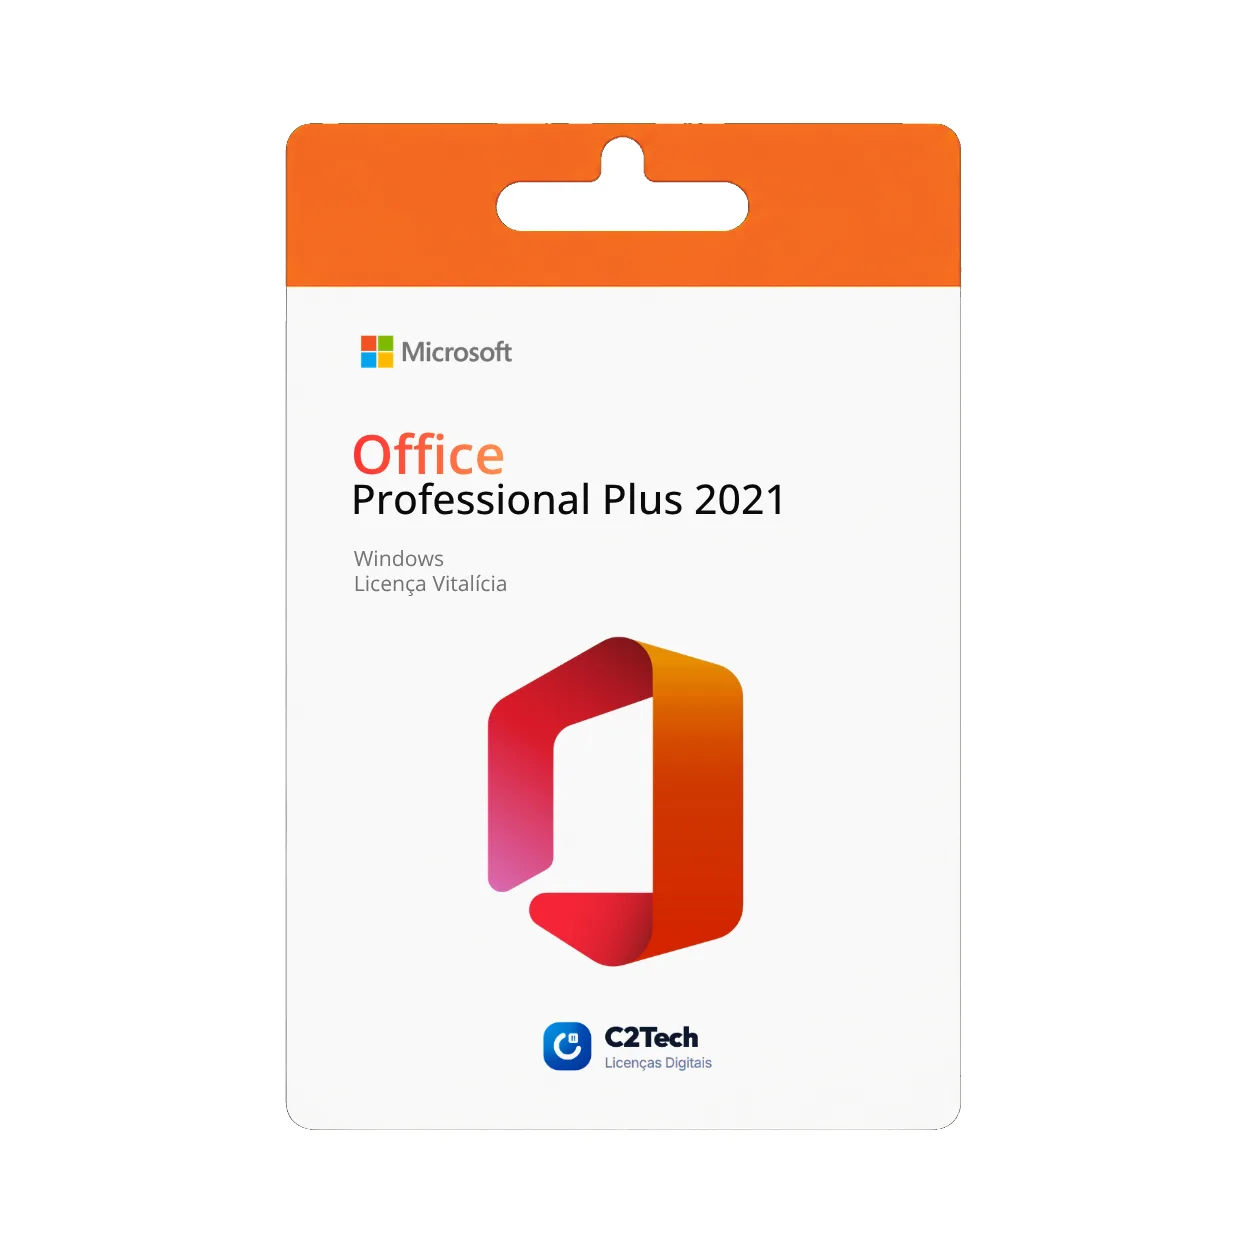 Microsoft
Office
Professional Plus 2021
Windows
Licença Vitalícia
C2Tech
Licenças Digitais